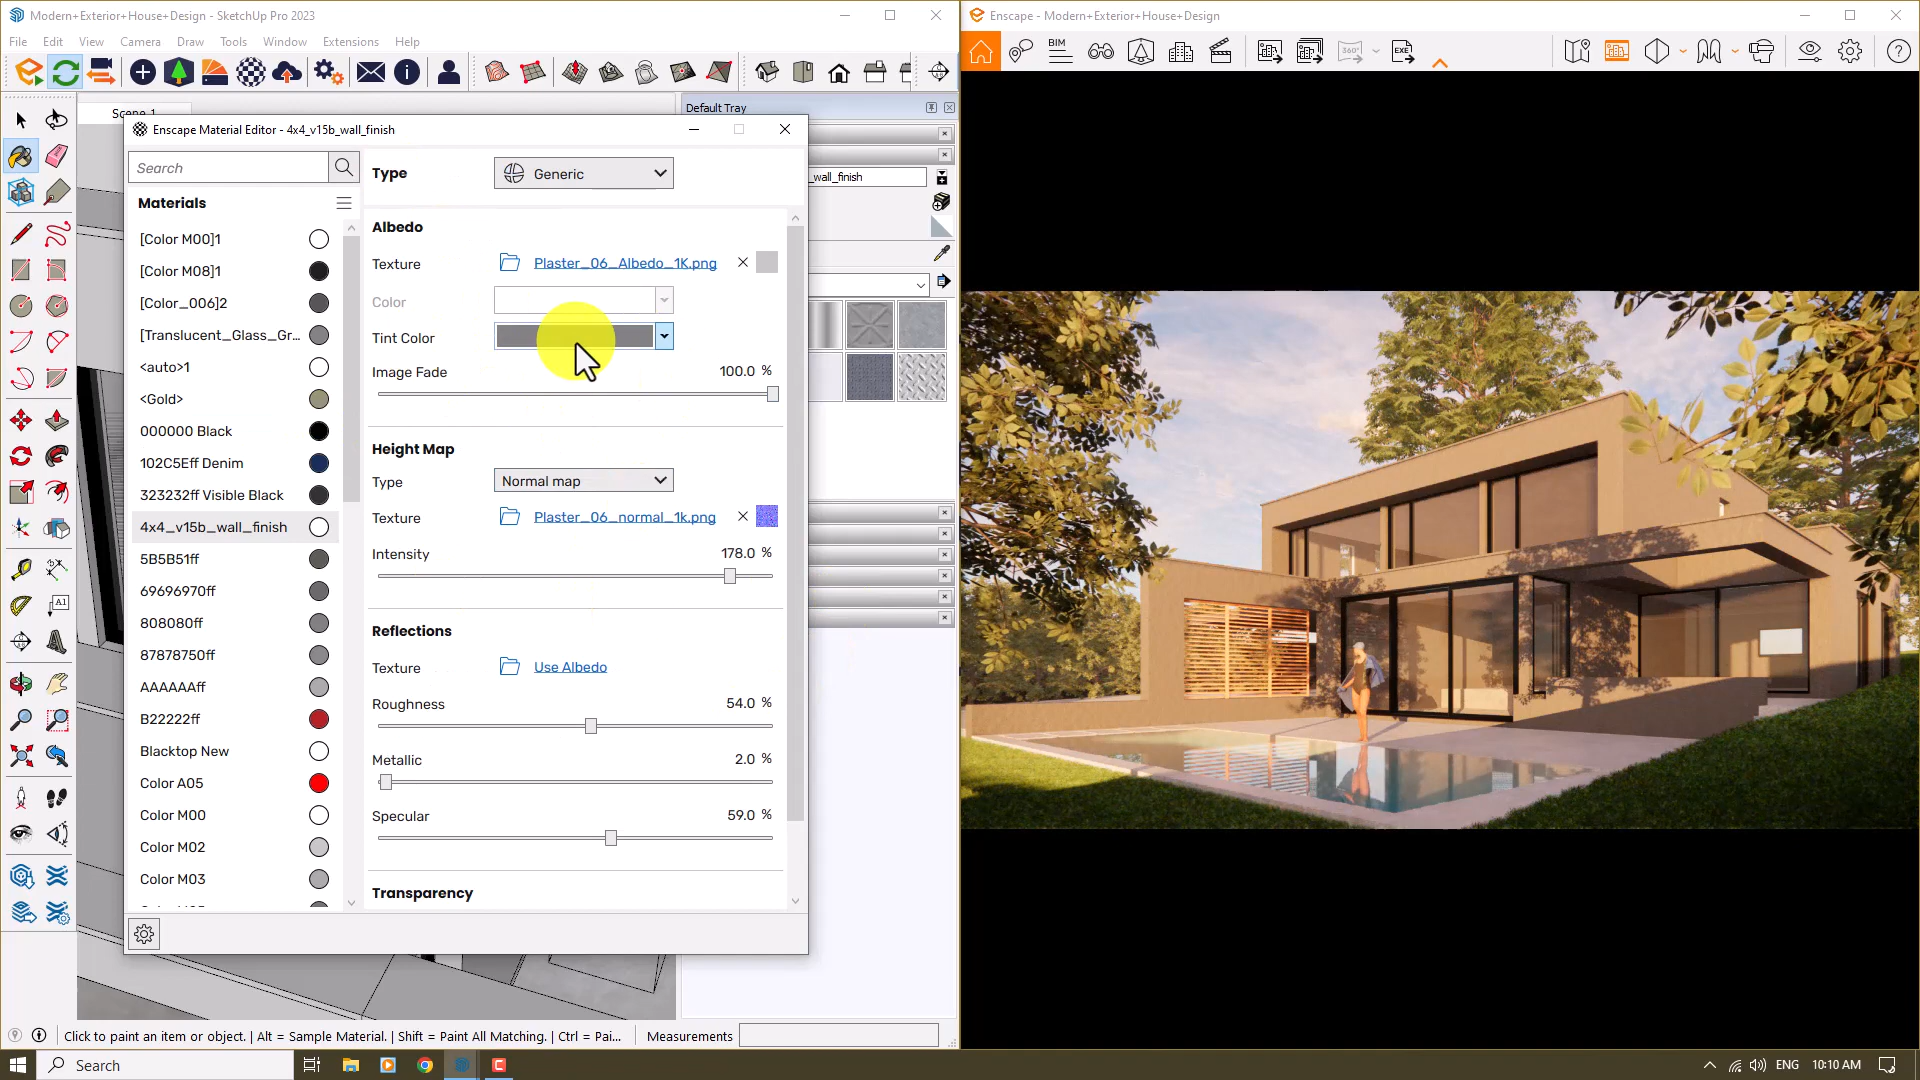 Modern+Exterior+House+Design - SketchUp Pro 2023
File Edit View Camera Draw Tools Window Extensions Help
Scene 1
Default Tray
Enscape Material Editor - 4x4_v15b_wall_finish
Search
Materials
[Color M00]1
[Color M08]1
[Color_006]2
[Translucent_Glass_Gr...
<auto>1
<Gold>
000000 Black
102C5Eff Denim
323232ff Visible Black
4x4_v15b_wall_finish
5B5B51ff
69696970ff
808080ff
87878750ff
AAAAAAff
B22222ff
Blacktop New
Color A05
Color M00
Color M02
Color M03
Type Generic
Albedo
Texture Plaster_06_Albedo_1K.png
Color
Tint Color
Image Fade 100.0 %
Height Map
Type Normal map
Texture Plaster_06_normal_1k.png
Intensity 178.0 %
Reflections
Texture Use Albedo
Roughness 54.0 %
Metallic 2.0 %
Specular 59.0 %
Transparency
_wall_finish
Click to paint an item or object. | Alt = Sample Material. | Shift = Paint All Matching. | Ctrl = Pai...
Measurements
Enscape - Modern+Exterior+House+Design
BIM
360°
EXE
A1
Search
ENG
10:10 AM